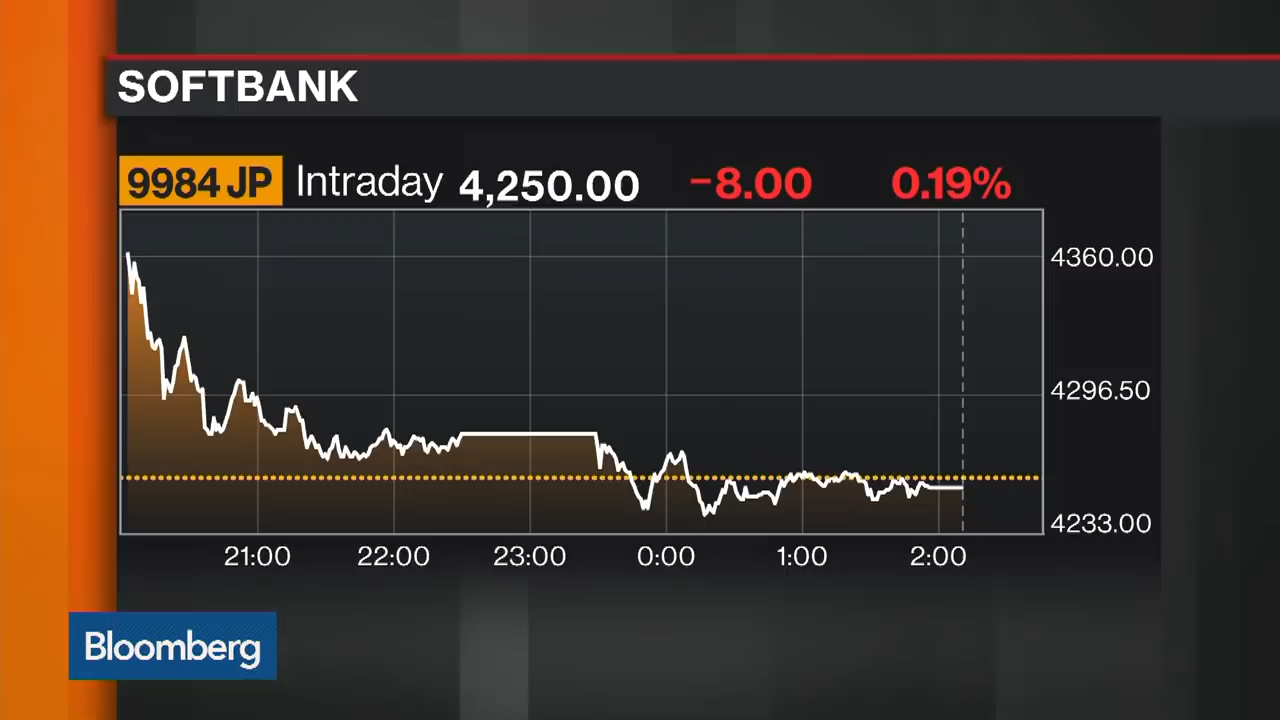 SOFTBANK
9984 JP Intraday 4,250.00 −8.00 0.19%
4360.00
4296.50
4233.00
21:00 22:00 23:00 0:00 1:00 2:00
Bloomberg